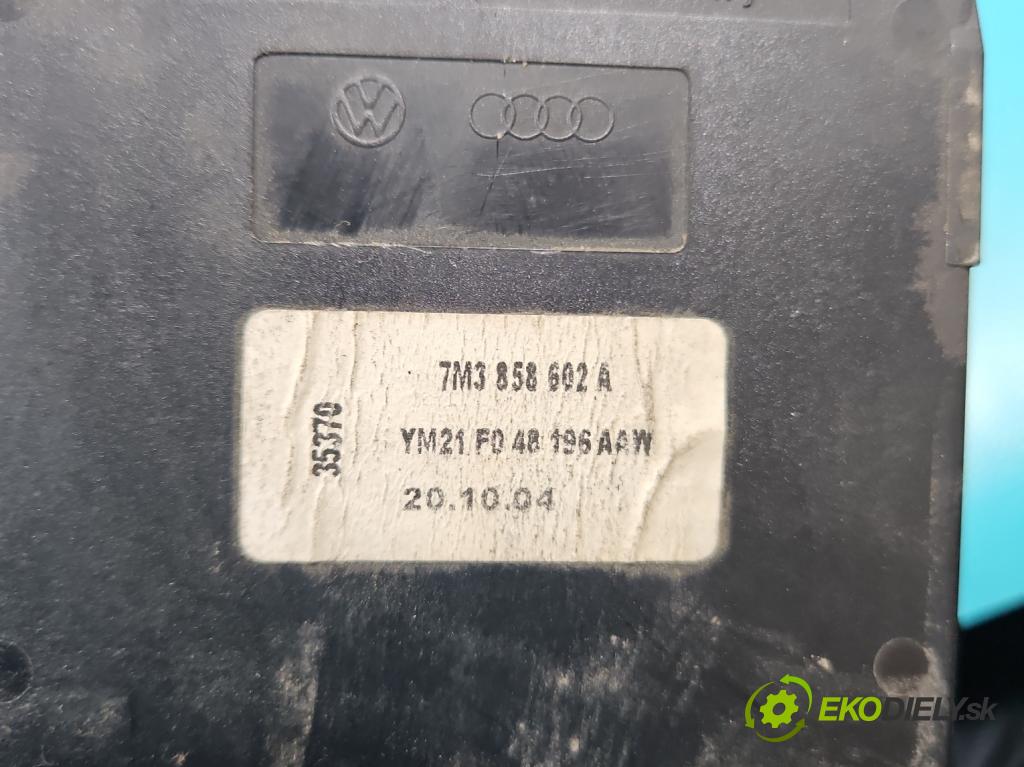 7M3 858 602 A
35370
YM21 F0 48 196 AAW
20.10.04
EKODIELY.sk